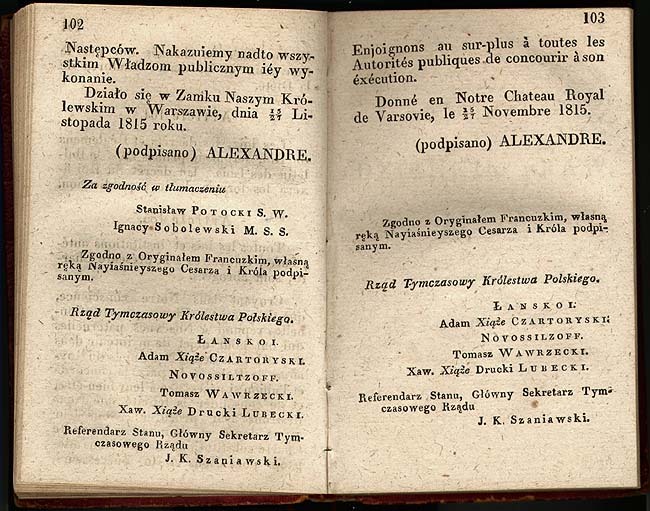 102
Następców. Nakazuiemy nadto wszy-
stkim Władzom publicznym iéy wy-
konanie.
Działo się w Zamku Naszym Kró-
lewskim w Warszawie, dnia 15/27 Li-
stopada 1815 roku.
(podpisano) ALEXANDRE.
Za zgodność w tłumaczeniu
Stanisław POTOCKI S. W.
Ignacy Sobolewski M. S. S.
Zgodno z Oryginałem Francuzkim, własną
ręką Nayiaśnieyszego Cesarza i Króla podpi-
sanym.
Rząd Tymczasowy Królestwa Polskiego.
ŁANSKOI.
Adam Xiąże CZARTORYSKI.
NOVOSSILTZOFF.
Tomasz WAWRZECKI.
Xaw. Xiąże Drucki LUBECKI.
Referendarz Stanu, Główny Sekretarz Tym-
czasowego Rządu
J. K. Szaniawski.
103
Enjoignons au sur-plus à toutes les
Autorités publiques de concourir à son
éxécution.
Donné en Notre Chateau Royal
de Varsovie, le 15/27 Novembre 1815.
(podpisano) ALEXANDRE.
Zgodno z Oryginałem Francuzkim, własną
ręką Nayiaśnieyszego Cesarza i Króla podpi-
sanym.
Rząd Tymczasowy Królestwa Polskiego.
ŁANSKOI.
Adam Xiąże CZARTORYSKI.
NOVOSSILZOFF.
Tomasz WAWRZECKI.
Xaw. Xiąże Drucki LUBECKI.
Referendarz Stanu, Główny Sekretarz Tym-
czasowego Rządu
J. K. Szaniawski.